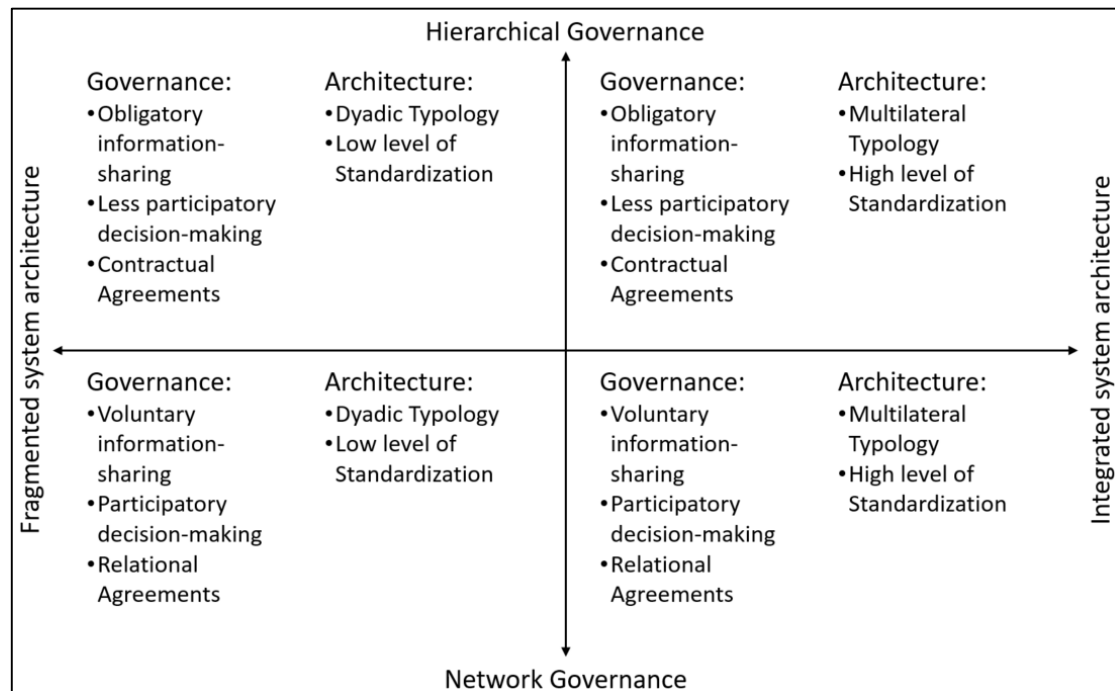 Hierarchical Governance
Governance:
•Obligatory
information-
sharing
•Less participatory
decision-making
•Contractual
Agreements
Architecture:
•Dyadic Typology
•Low level of
Standardization
Governance:
•Obligatory
information-
sharing
•Less participatory
decision-making
•Contractual
Agreements
Architecture:
•Multilateral
Typology
•High level of
Standardization
Fragmented system architecture
Integrated system architecture
Governance:
•Voluntary
information-
sharing
•Participatory
decision-making
•Relational
Agreements
Architecture:
•Dyadic Typology
•Low level of
Standardization
Governance:
•Voluntary
information-
sharing
•Participatory
decision-making
•Relational
Agreements
Architecture:
•Multilateral
Typology
•High level of
Standardization
Network Governance